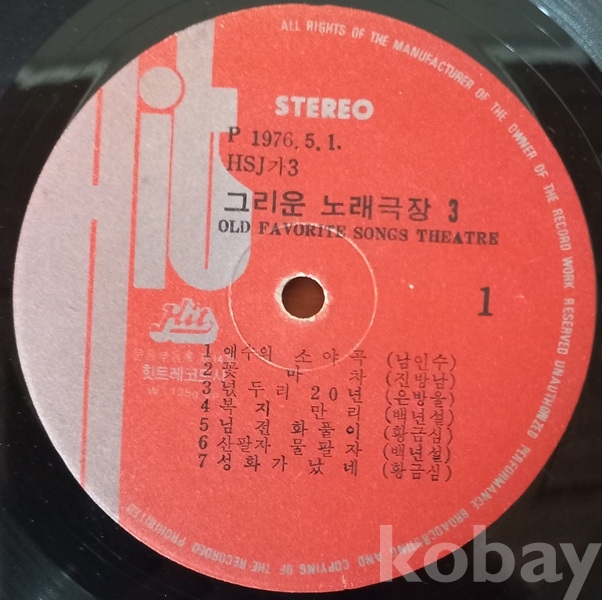 ALL RIGHTS OF THE MANUFACTURER OF THE OWNER OF THE RECORD WORK RESERVED UNAUTHORIZED PERFORMANCE BROADCASTING AND COPYING OF THE RECORDED PROHIBITED
Hit
STEREO
P 1976.5.1.
HSJ가3
그리운 노래극장 3
OLD FAVORITE SONGS THEATRE
1
Hit
힛트레코드사
1 애수의 소야곡 (남인수)
2 꽃마차 (진방남)
3 넋두리 20년 (은방울)
4 복지만리 (백년설)
5 님전화풀이 (황금심)
6 산팔자 물팔자 (백년설)
7 성화가 났네 (황금심)
kobay